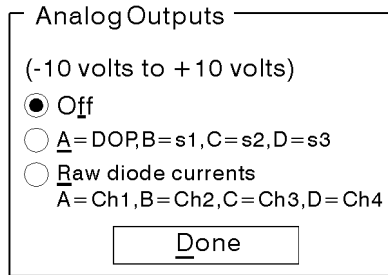 Analog Outputs
(-10 volts to +10 volts)
Off
A=DOP,B=s1,C=s2,D=s3
Raw diode currents
A=Ch1,B=Ch2,C=Ch3,D=Ch4
Done